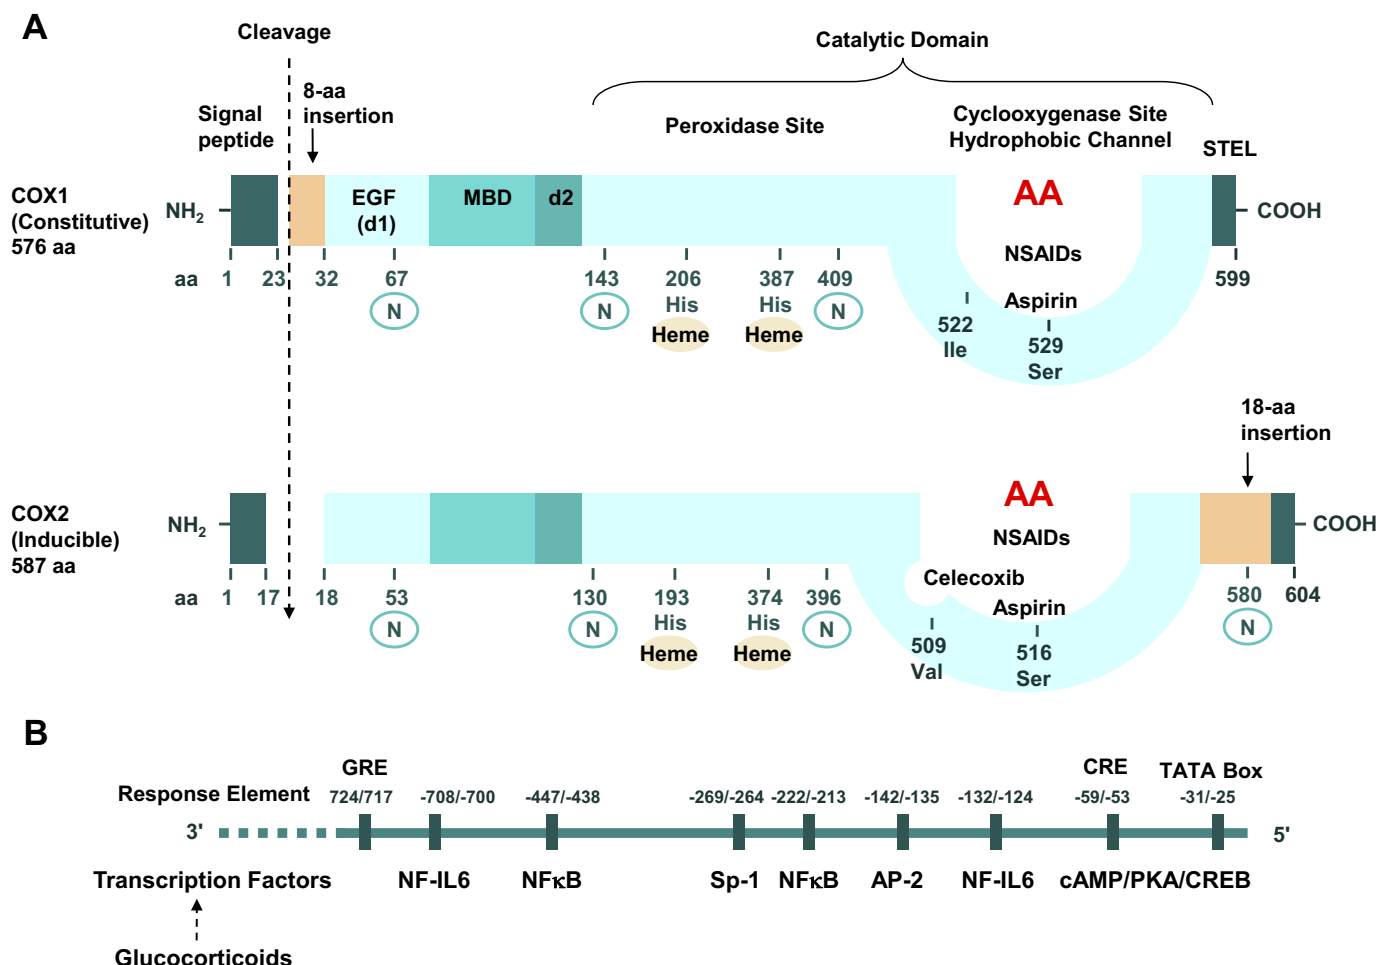 A
Cleavage
Catalytic Domain
8-aa
insertion
Signal
peptide
Peroxidase Site
Cyclooxygenase Site
Hydrophobic Channel
STEL
COX1
(Constitutive)
576 aa
NH2
EGF
(d1)
MBD
d2
AA
NSAIDs
Aspirin
COOH
aa 1 23 32 67 143 206 387 409 522 529 599
N N His His N Ile Ser
Heme Heme
18-aa
insertion
COX2
(Inducible)
587 aa
NH2
AA
NSAIDs
Celecoxib
Aspirin
COOH
aa 1 17 18 53 130 193 374 396 509 516 580 604
N N His His N Val Ser N
Heme Heme
B
GRE CRE TATA Box
Response Element 724/717 -708/-700 -447/-438 -269/-264 -222/-213 -142/-135 -132/-124 -59/-53 -31/-25
3' 5'
Transcription Factors NF-IL6 NFκB Sp-1 NFκB AP-2 NF-IL6 cAMP/PKA/CREB
Glucocorticoids